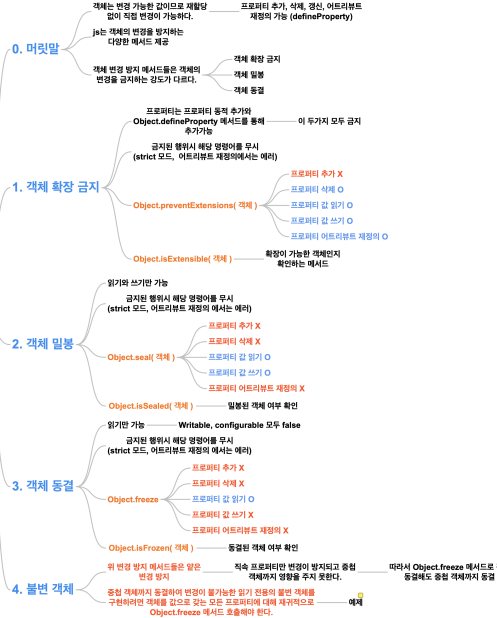 0. 머릿말
객체는 변경 가능한 값이므로 재할당
없이 직접 변경이 가능하다.
프로퍼티 추가, 삭제, 갱신, 어트리뷰트
재정의 가능 (defineProperty)
js는 객체의 변경을 방지하는
다양한 메서드 제공
객체 변경 방지 메서드들은 객체의
변경을 금지하는 강도가 다르다.
객체 확장 금지
객체 밀봉
객체 동결
1. 객체 확장 금지
프로퍼티는 프로퍼티 동적 추가와
Object.defineProperty 메서드를 통해
추가가능
이 두가지 모두 금지
금지된 행위시 해당 명령어를 무시
(strict 모드, 어트리뷰트 재정의에서는 에러)
Object.preventExtensions( 객체 )
프로퍼티 추가 X
프로퍼티 삭제 O
프로퍼티 값 읽기 O
프로퍼티 값 쓰기 O
프로퍼티 어트리뷰트 재정의 O
Object.isExtensible( 객체 )
확장이 가능한 객체인지
확인하는 메서드
2. 객체 밀봉
읽기와 쓰기만 가능
금지된 행위시 해당 명령어를 무시
(strict 모드, 어트리뷰트 재정의 에서는 에러)
Object.seal( 객체 )
프로퍼티 추가 X
프로퍼티 삭제 X
프로퍼티 값 읽기 O
프로퍼티 값 쓰기 O
프로퍼티 어트리뷰트 재정의 X
Object.isSealed( 객체 )
밀봉된 객체 여부 확인
3. 객체 동결
읽기만 가능
Writable, configurable 모두 false
금지된 행위시 해당 명령어를 무시
(strict 모드, 어트리뷰트 재정의 에서는 에러)
Object.freeze
프로퍼티 추가 X
프로퍼티 삭제 X
프로퍼티 값 읽기 O
프로퍼티 값 쓰기 X
프로퍼티 어트리뷰트 재정의 X
Object.isFrozen( 객체 )
동결된 객체 여부 확인
4. 불변 객체
위 변경 방지 메서드들은 얕은
변경 방지
직속 프로퍼티만 변경이 방지되고 중첩
객체까지 영향을 주지 못한다.
따라서 Object.freeze 메서드로
동결해도 중첩 객체까지 동결
중첩 객체까지 동결하여 변경이 불가능한 읽기 전용의 불변 객체를
구현하려면 객체를 값으로 갖는 모든 프로퍼티에 대해 재귀적으로
Object.freeze 메서드 호출해야 한다.
예제